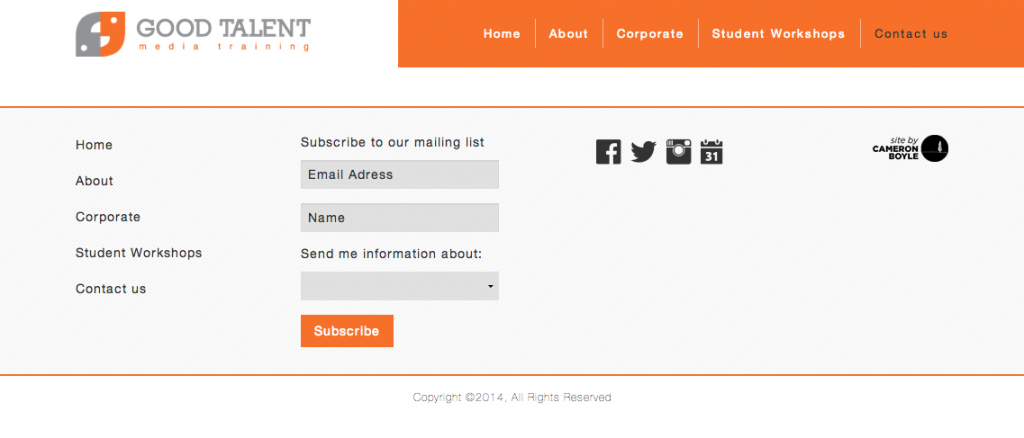 GOOD TALENT
media training
Home
About
Corporate
Student Workshops
Contact us
Home
About
Corporate
Student Workshops
Contact us
Subscribe to our mailing list
Email Adress
Name
Send me information about:
Subscribe
31
site by
CAMERON
BOYLE
Copyright ©2014, All Rights Reserved